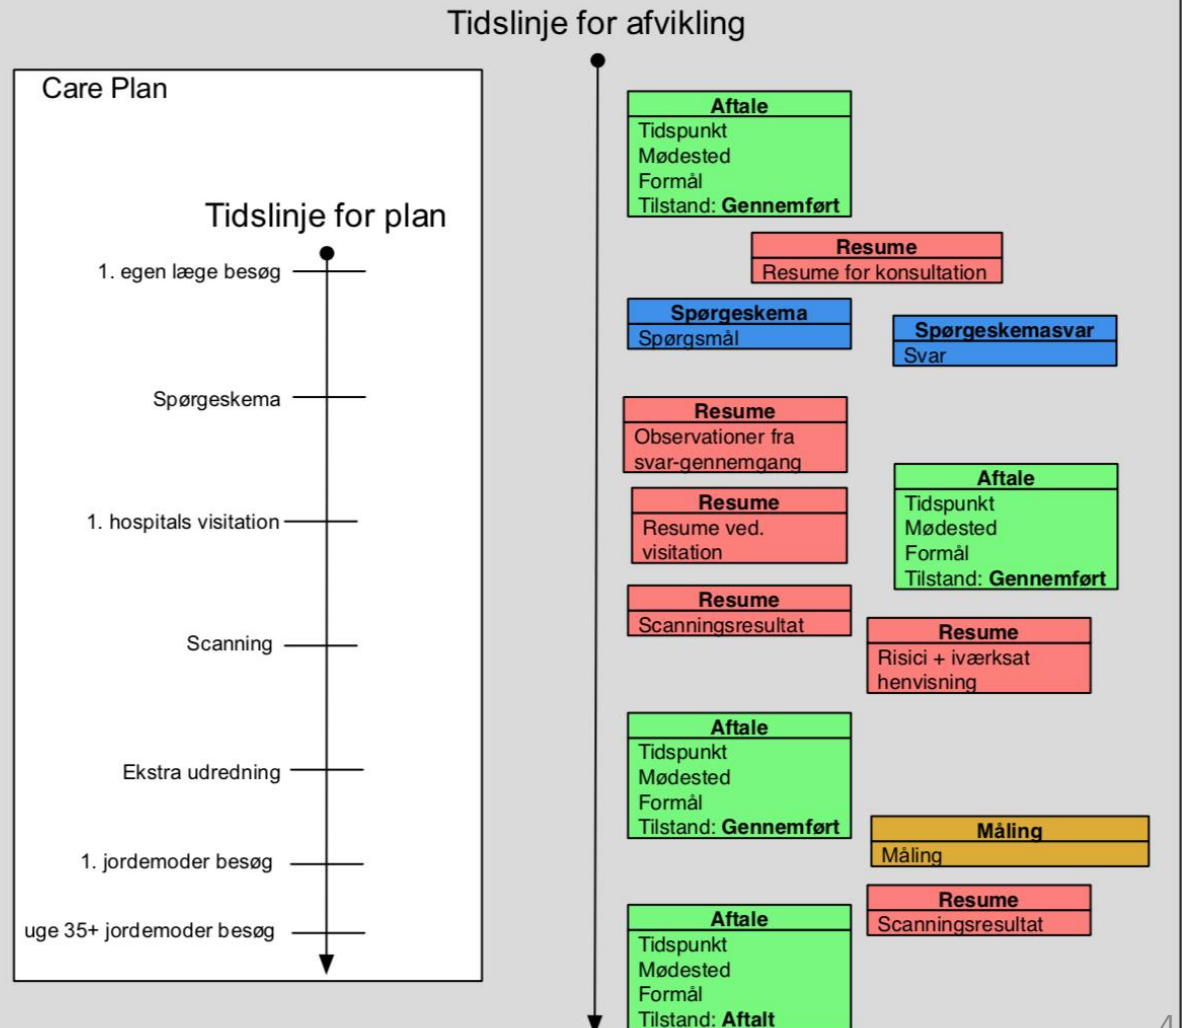 Tidslinje for afvikling
Care Plan
Tidslinje for plan
1. egen læge besøg
Spørgeskema
1. hospitals visitation
Scanning
Ekstra udredning
1. jordemoder besøg
uge 35+ jordemoder besøg
Aftale
Tidspunkt
Mødested
Formål
Tilstand: Gennemført
Resume
Resume for konsultation
Spørgeskema
Spørgsmål
Spørgeskemasvar
Svar
Resume
Observationer fra
svar-gennemgang
Aftale
Tidspunkt
Mødested
Formål
Tilstand: Gennemført
Resume
Resume ved.
visitation
Resume
Scanningsresultat
Resume
Risici + iværksat
henvisning
Aftale
Tidspunkt
Mødested
Formål
Tilstand: Gennemført
Måling
Måling
Resume
Scanningsresultat
Aftale
Tidspunkt
Mødested
Formål
Tilstand: Aftalt
4